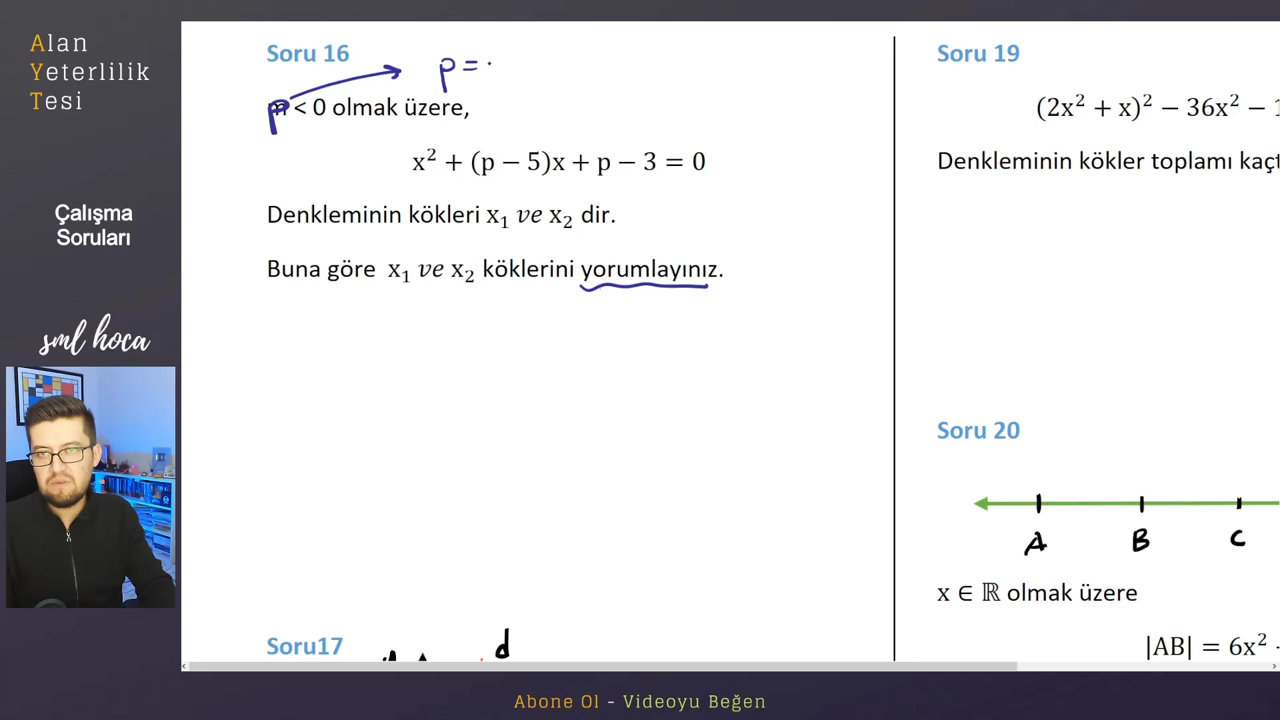 Alan
Yeterlilik
Tesi
Çalışma
Soruları
sml hoca
Soru 16
p =
p < 0 olmak üzere,
x² + (p − 5)x + p − 3 = 0
Denkleminin kökleri x₁ ve x₂ dir.
Buna göre x₁ ve x₂ köklerini yorumlayınız.
Soru17
d
Soru 19
(2x² + x)² − 36x² − 1
Denkleminin kökler toplamı kaçt
Soru 20
A B C
x ∈ ℝ olmak üzere
|AB| = 6x²
Abone Ol - Videoyu Beğen